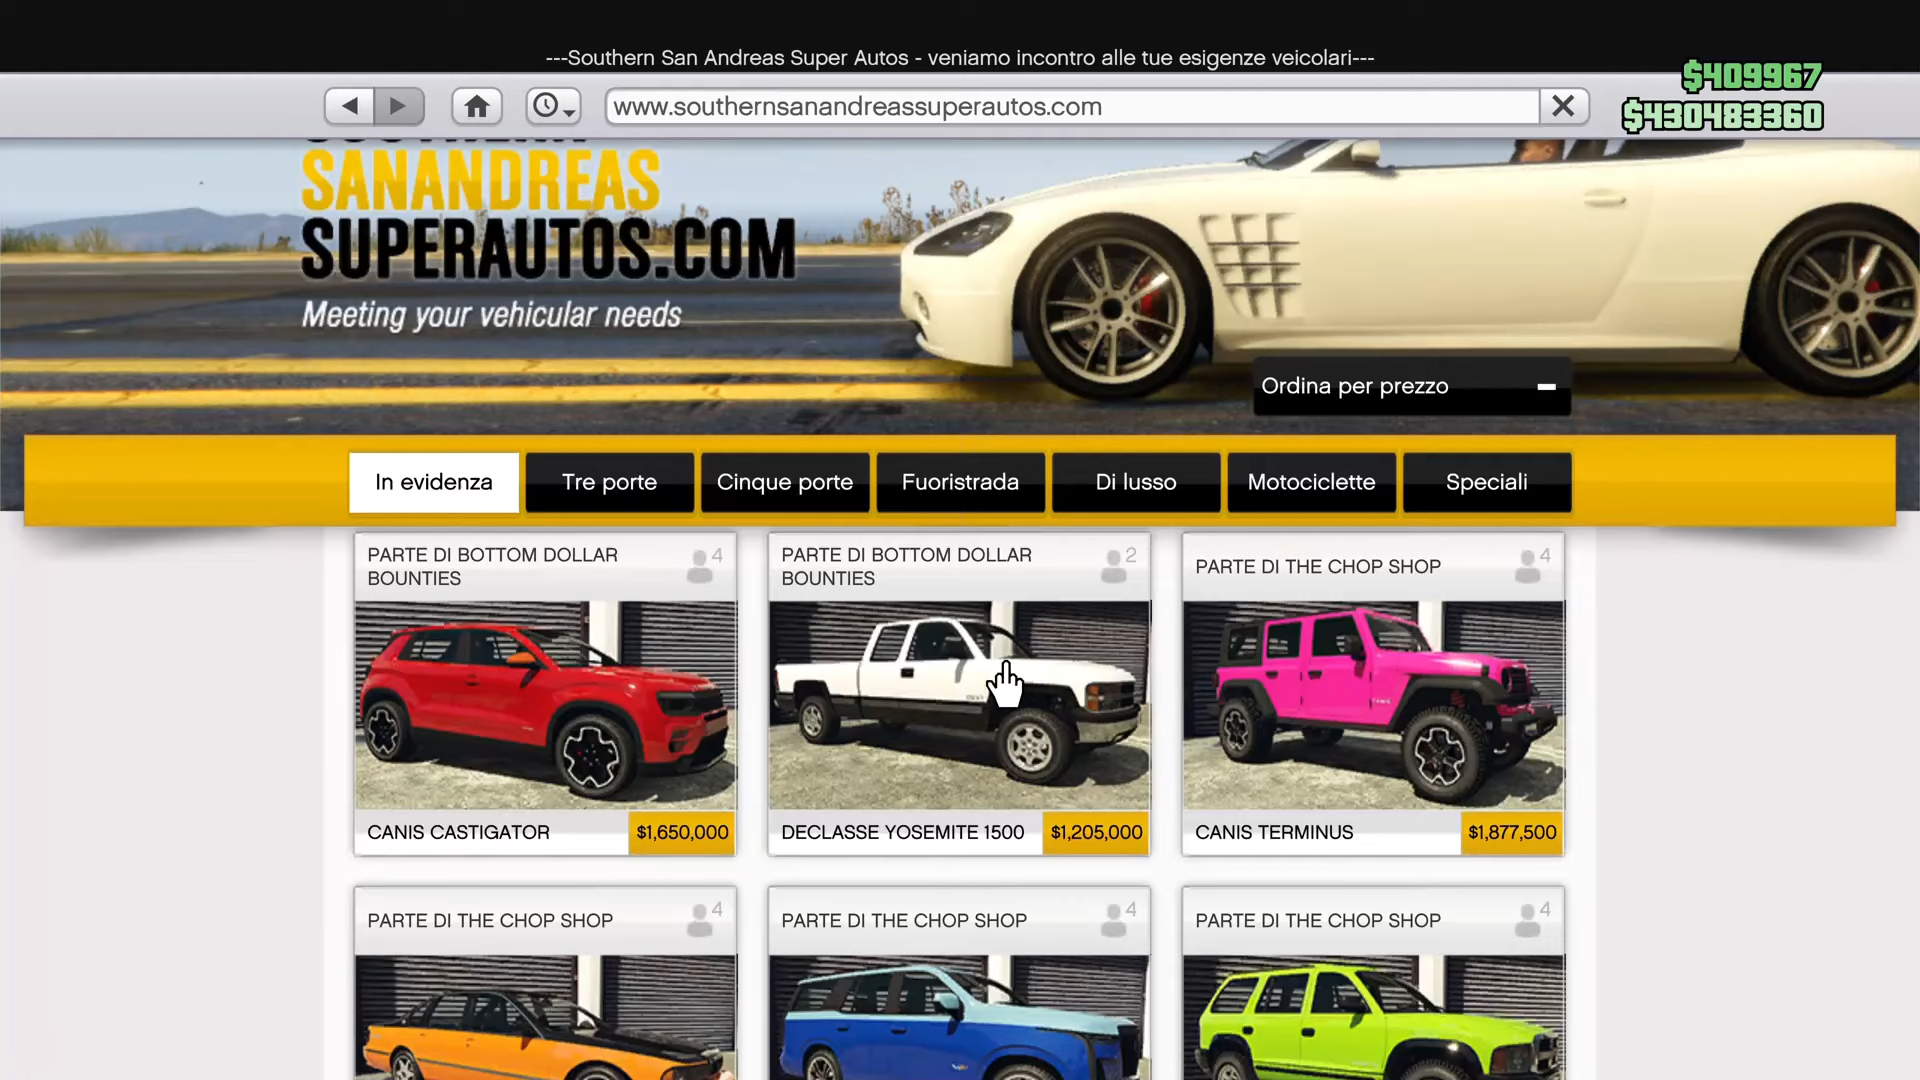 ---Southern San Andreas Super Autos - veniamo incontro alle tue esigenze veicolari---
$409967
www.southernsanandreassuperautos.com
$430483360
SOUTHERN
SANANDREAS
SUPERAUTOS.COM
Meeting your vehicular needs
Ordina per prezzo
In evidenza
Tre porte
Cinque porte
Fuoristrada
Di lusso
Motociclette
Speciali
PARTE DI BOTTOM DOLLAR
BOUNTIES
4
PARTE DI BOTTOM DOLLAR
BOUNTIES
2
PARTE DI THE CHOP SHOP
4
CANIS CASTIGATOR
$1,650,000
DECLASSE YOSEMITE 1500
$1,205,000
CANIS TERMINUS
$1,877,500
PARTE DI THE CHOP SHOP
4
PARTE DI THE CHOP SHOP
4
PARTE DI THE CHOP SHOP
4